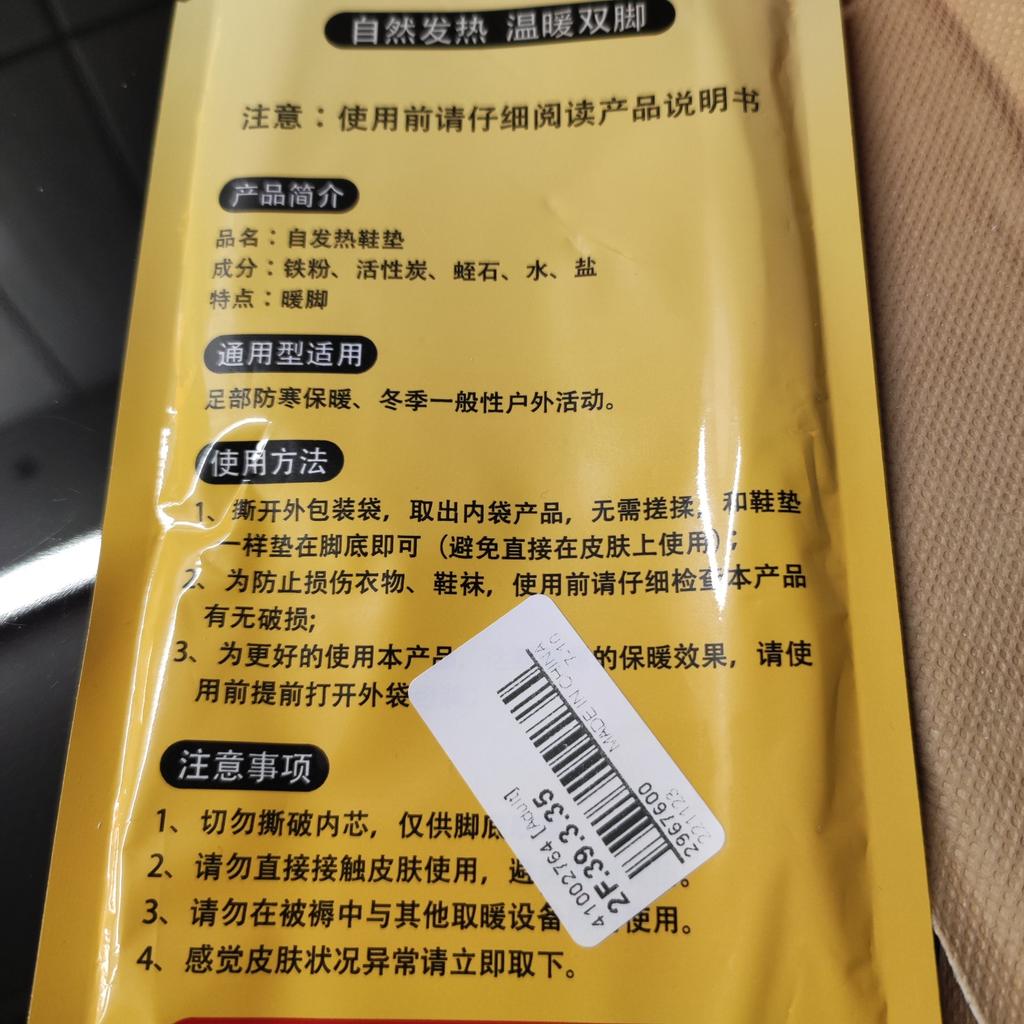 自然发热 温暖双脚
注意：使用前请仔细阅读产品说明书
产品简介
品名：自发热鞋垫
成分：铁粉、活性炭、蛭石、水、盐
特点：暖脚
通用型适用
足部防寒保暖、冬季一般性户外活动。
使用方法
1、撕开外包装袋，取出内袋产品，无需搓揉，和鞋垫
一样垫在脚底即可（避免直接在皮肤上使用）；
2、为防止损伤衣物、鞋袜，使用前请仔细检查本产品
有无破损;
3、为更好的使用本产品 的保暖效果，请使
用前提前打开外袋
注意事项
1、切勿撕破内芯，仅供脚底
2、请勿直接接触皮肤使用，避 。
3、请勿在被褥中与其他取暖设备 使用。
4、感觉皮肤状况异常请立即取下。
41002764 [Adult]
2F.39.3.35
2967600
221123
MADE IN CHINA
7-10